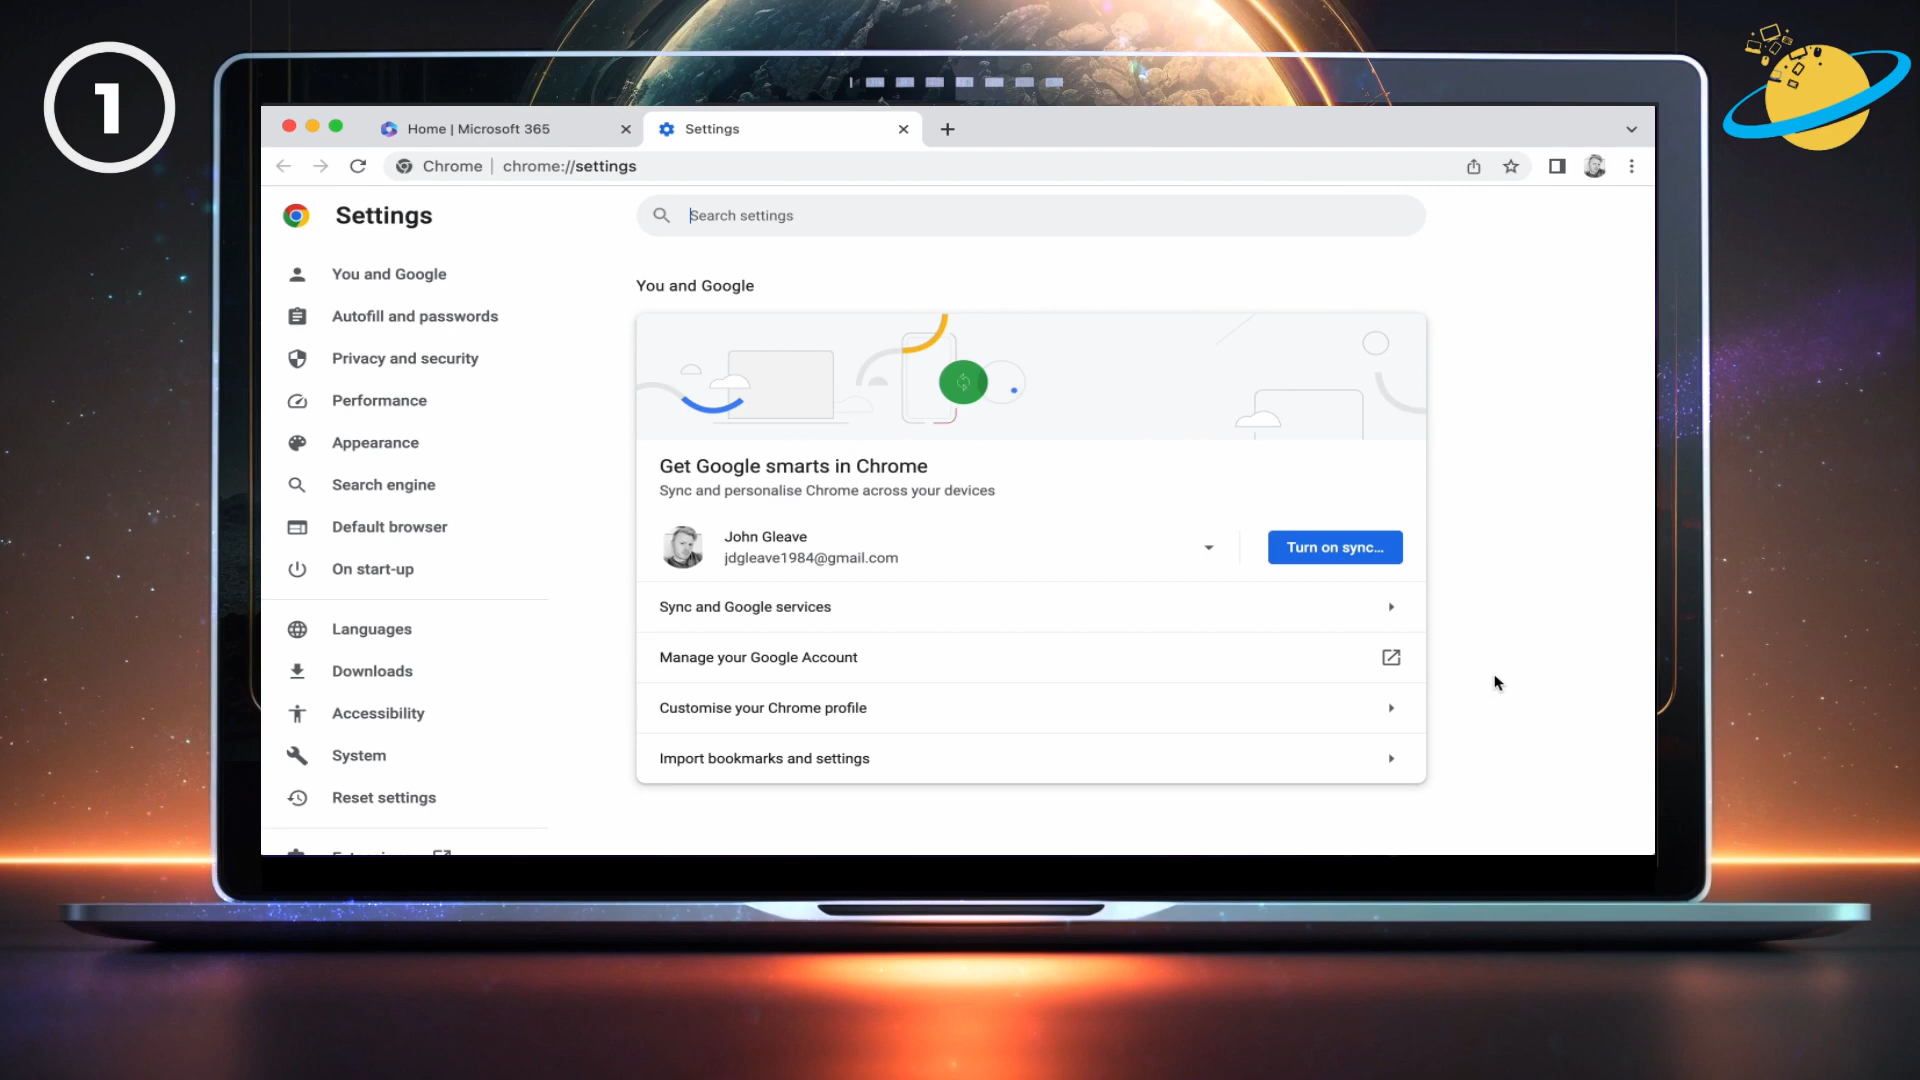 1
Home | Microsoft 365
Settings
Chrome | chrome://settings
Settings
Search settings
You and Google
Autofill and passwords
Privacy and security
Performance
Appearance
Search engine
Default browser
On start-up
Languages
Downloads
Accessibility
System
Reset settings
You and Google
Get Google smarts in Chrome
Sync and personalise Chrome across your devices
John Gleave
jdgleave1984@gmail.com
Turn on sync...
Sync and Google services
Manage your Google Account
Customise your Chrome profile
Import bookmarks and settings